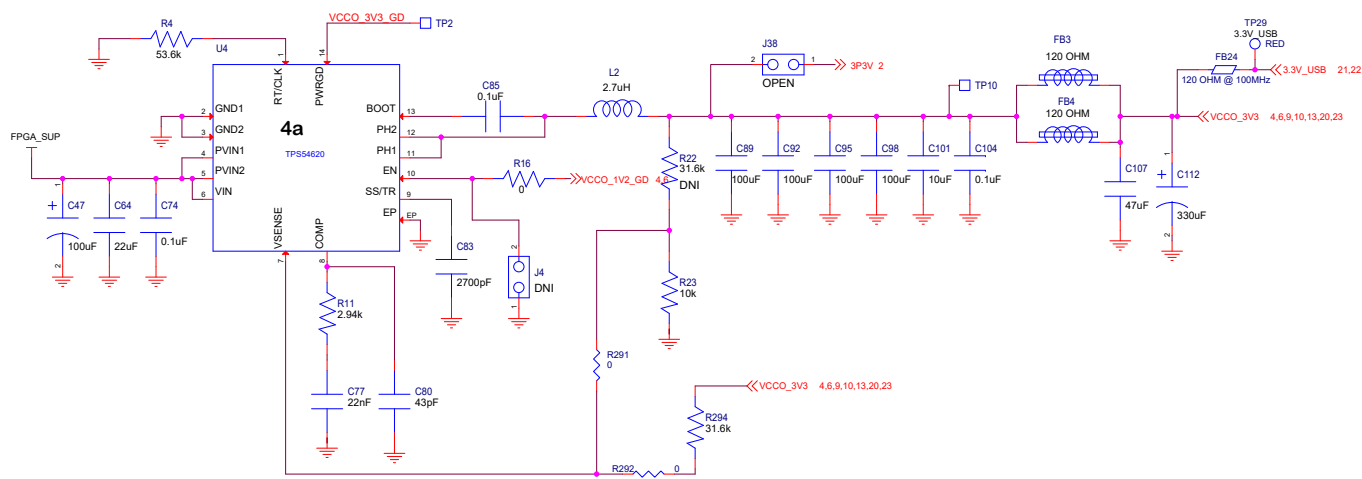 VCCO_3V3_GD
TP2
R4
53.6k
U4
1
14
RT/CLK
PWRGD
FPGA_SUP
2
GND1
3
GND2
4
PVIN1
5
PVIN2
6
VIN
4a
TPS54620
BOOT
13
PH2
12
PH1
11
EN
10
SS/TR
9
EP
EP
VSENSE
7
COMP
8
1
C47
100uF
2
C64
22uF
C74
0.1uF
C85
0.1uF
L2
2.7uH
R16
0
VCCO_1V2_GD 4,6
C83
2700pF
2
J4
DNI
1
R11
2.94k
C77
22nF
C80
43pF
R22
31.6k
DNI
R23
10k
R291
0
R292
0
R294
31.6k
VCCO_3V3 4,6,9,10,13,20,23
J38
2
1
OPEN
3P3V 2
C89
100uF
C92
100uF
C95
100uF
C98
100uF
C101
10uF
C104
0.1uF
TP10
FB3
120 OHM
FB4
120 OHM
C107
47uF
1
C112
330uF
2
TP29
3.3V_USB
RED
FB24
120 OHM @ 100MHz
3.3V_USB 21,22
VCCO_3V3 4,6,9,10,13,20,23